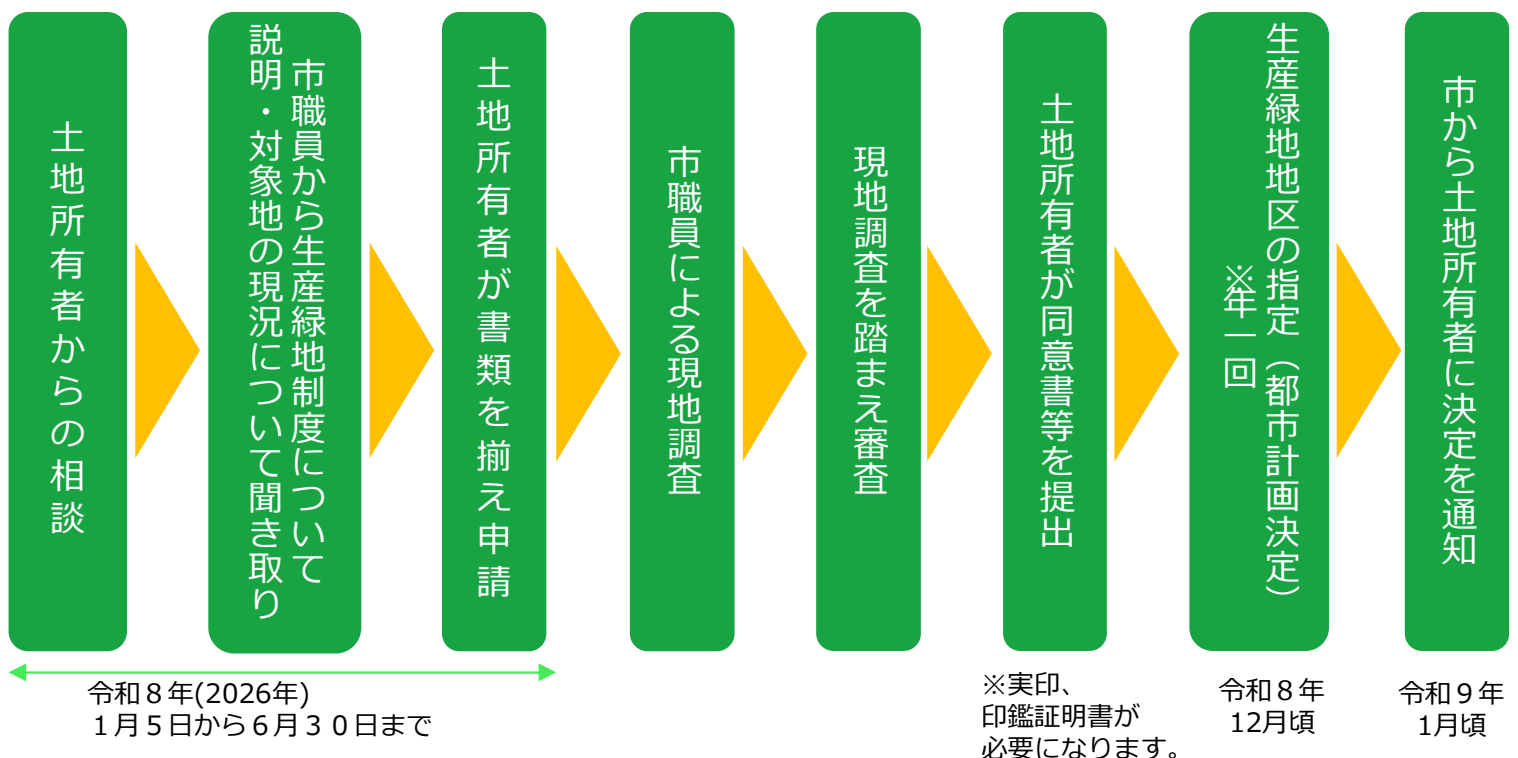 土地所有者からの相談
市職員から生産緑地制度について
説明・対象地の現況について聞き取り
土地所有者が書類を揃え申請
市職員による現地調査
現地調査を踏まえ審査
土地所有者が同意書等を提出
生産緑地地区の指定（都市計画決定）
※年一回
市から土地所有者に決定を通知
令和８年(2026年)
１月５日から６月３０日まで
※実印、
印鑑証明書が
必要になります。
令和８年
12月頃
令和９年
1月頃